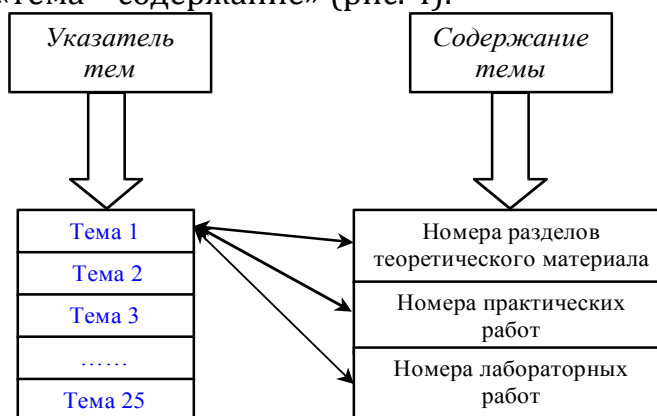 «тема – содержание» (рис. 4).
Указатель
тем
Содержание
темы
Тема 1
Тема 2
Тема 3
……
Тема 25
Номера разделов
теоретического материала
Номера практических
работ
Номера лабораторных
работ